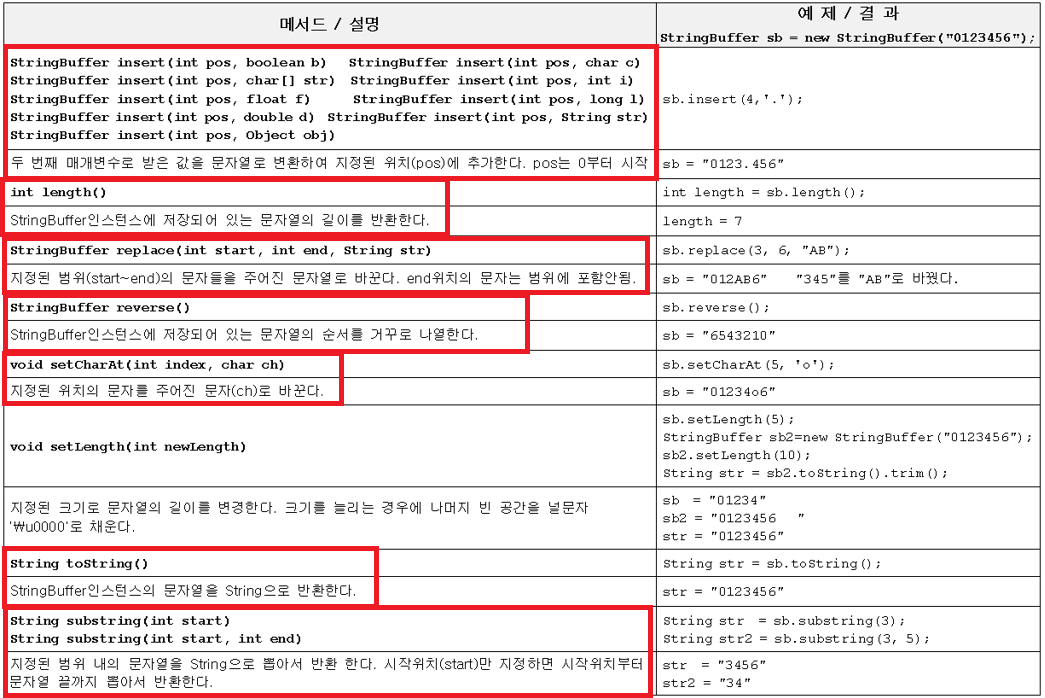 메서드 / 설명
예 제 / 결 과
StringBuffer sb = new StringBuffer("0123456");
StringBuffer insert(int pos, boolean b) StringBuffer insert(int pos, char c)
StringBuffer insert(int pos, char[] str) StringBuffer insert(int pos, int i)
StringBuffer insert(int pos, float f) StringBuffer insert(int pos, long l)
StringBuffer insert(int pos, double d) StringBuffer insert(int pos, String str)
StringBuffer insert(int pos, Object obj)
sb.insert(4,'.');
두 번째 매개변수로 받은 값을 문자열로 변환하여 지정된 위치(pos)에 추가한다. pos는 0부터 시작
sb = "0123.456"
int length()
int length = sb.length();
StringBuffer인스턴스에 저장되어 있는 문자열의 길이를 반환한다.
length = 7
StringBuffer replace(int start, int end, String str)
sb.replace(3, 6, "AB");
지정된 범위(start~end)의 문자들을 주어진 문자열로 바꾼다. end위치의 문자는 범위에 포함안됨.
sb = "012AB6" "345"를 "AB"로 바꿨다.
StringBuffer reverse()
sb.reverse();
StringBuffer인스턴스에 저장되어 있는 문자열의 순서를 거꾸로 나열한다.
sb = "6543210"
void setCharAt(int index, char ch)
sb.setCharAt(5, 'o');
지정된 위치의 문자를 주어진 문자(ch)로 바꾼다.
sb = "01234o6"
void setLength(int newLength)
sb.setLength(5);
StringBuffer sb2=new StringBuffer("0123456");
sb2.setLength(10);
String str = sb2.toString().trim();
지정된 크기로 문자열의 길이를 변경한다. 크기를 늘리는 경우에 나머지 빈 공간을 널문자
'₩u0000'로 채운다.
sb = "01234"
sb2 = "0123456   "
str = "0123456"
String toString()
String str = sb.toString();
StringBuffer인스턴스의 문자열을 String으로 반환한다.
str = "0123456"
String substring(int start)
String substring(int start, int end)
String str = sb.substring(3);
String str2 = sb.substring(3, 5);
지정된 범위 내의 문자열을 String으로 뽑아서 반환 한다. 시작위치(start)만 지정하면 시작위치부터
문자열 끝까지 뽑아서 반환한다.
str = "3456"
str2 = "34"